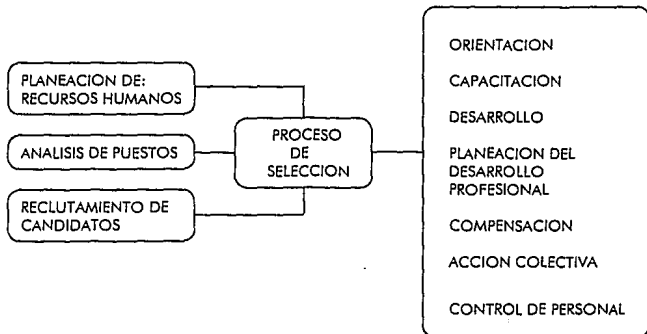 PLANEACION DE:
RECURSOS HUMANOS
ANALISIS DE PUESTOS
RECLUTAMIENTO DE
CANDIDATOS
PROCESO
DE
SELECCION
ORIENTACION
CAPACITACION
DESARROLLO
PLANEACION DEL
DESARROLLO
PROFESIONAL
COMPENSACION
ACCION COLECTIVA
CONTROL DE PERSONAL